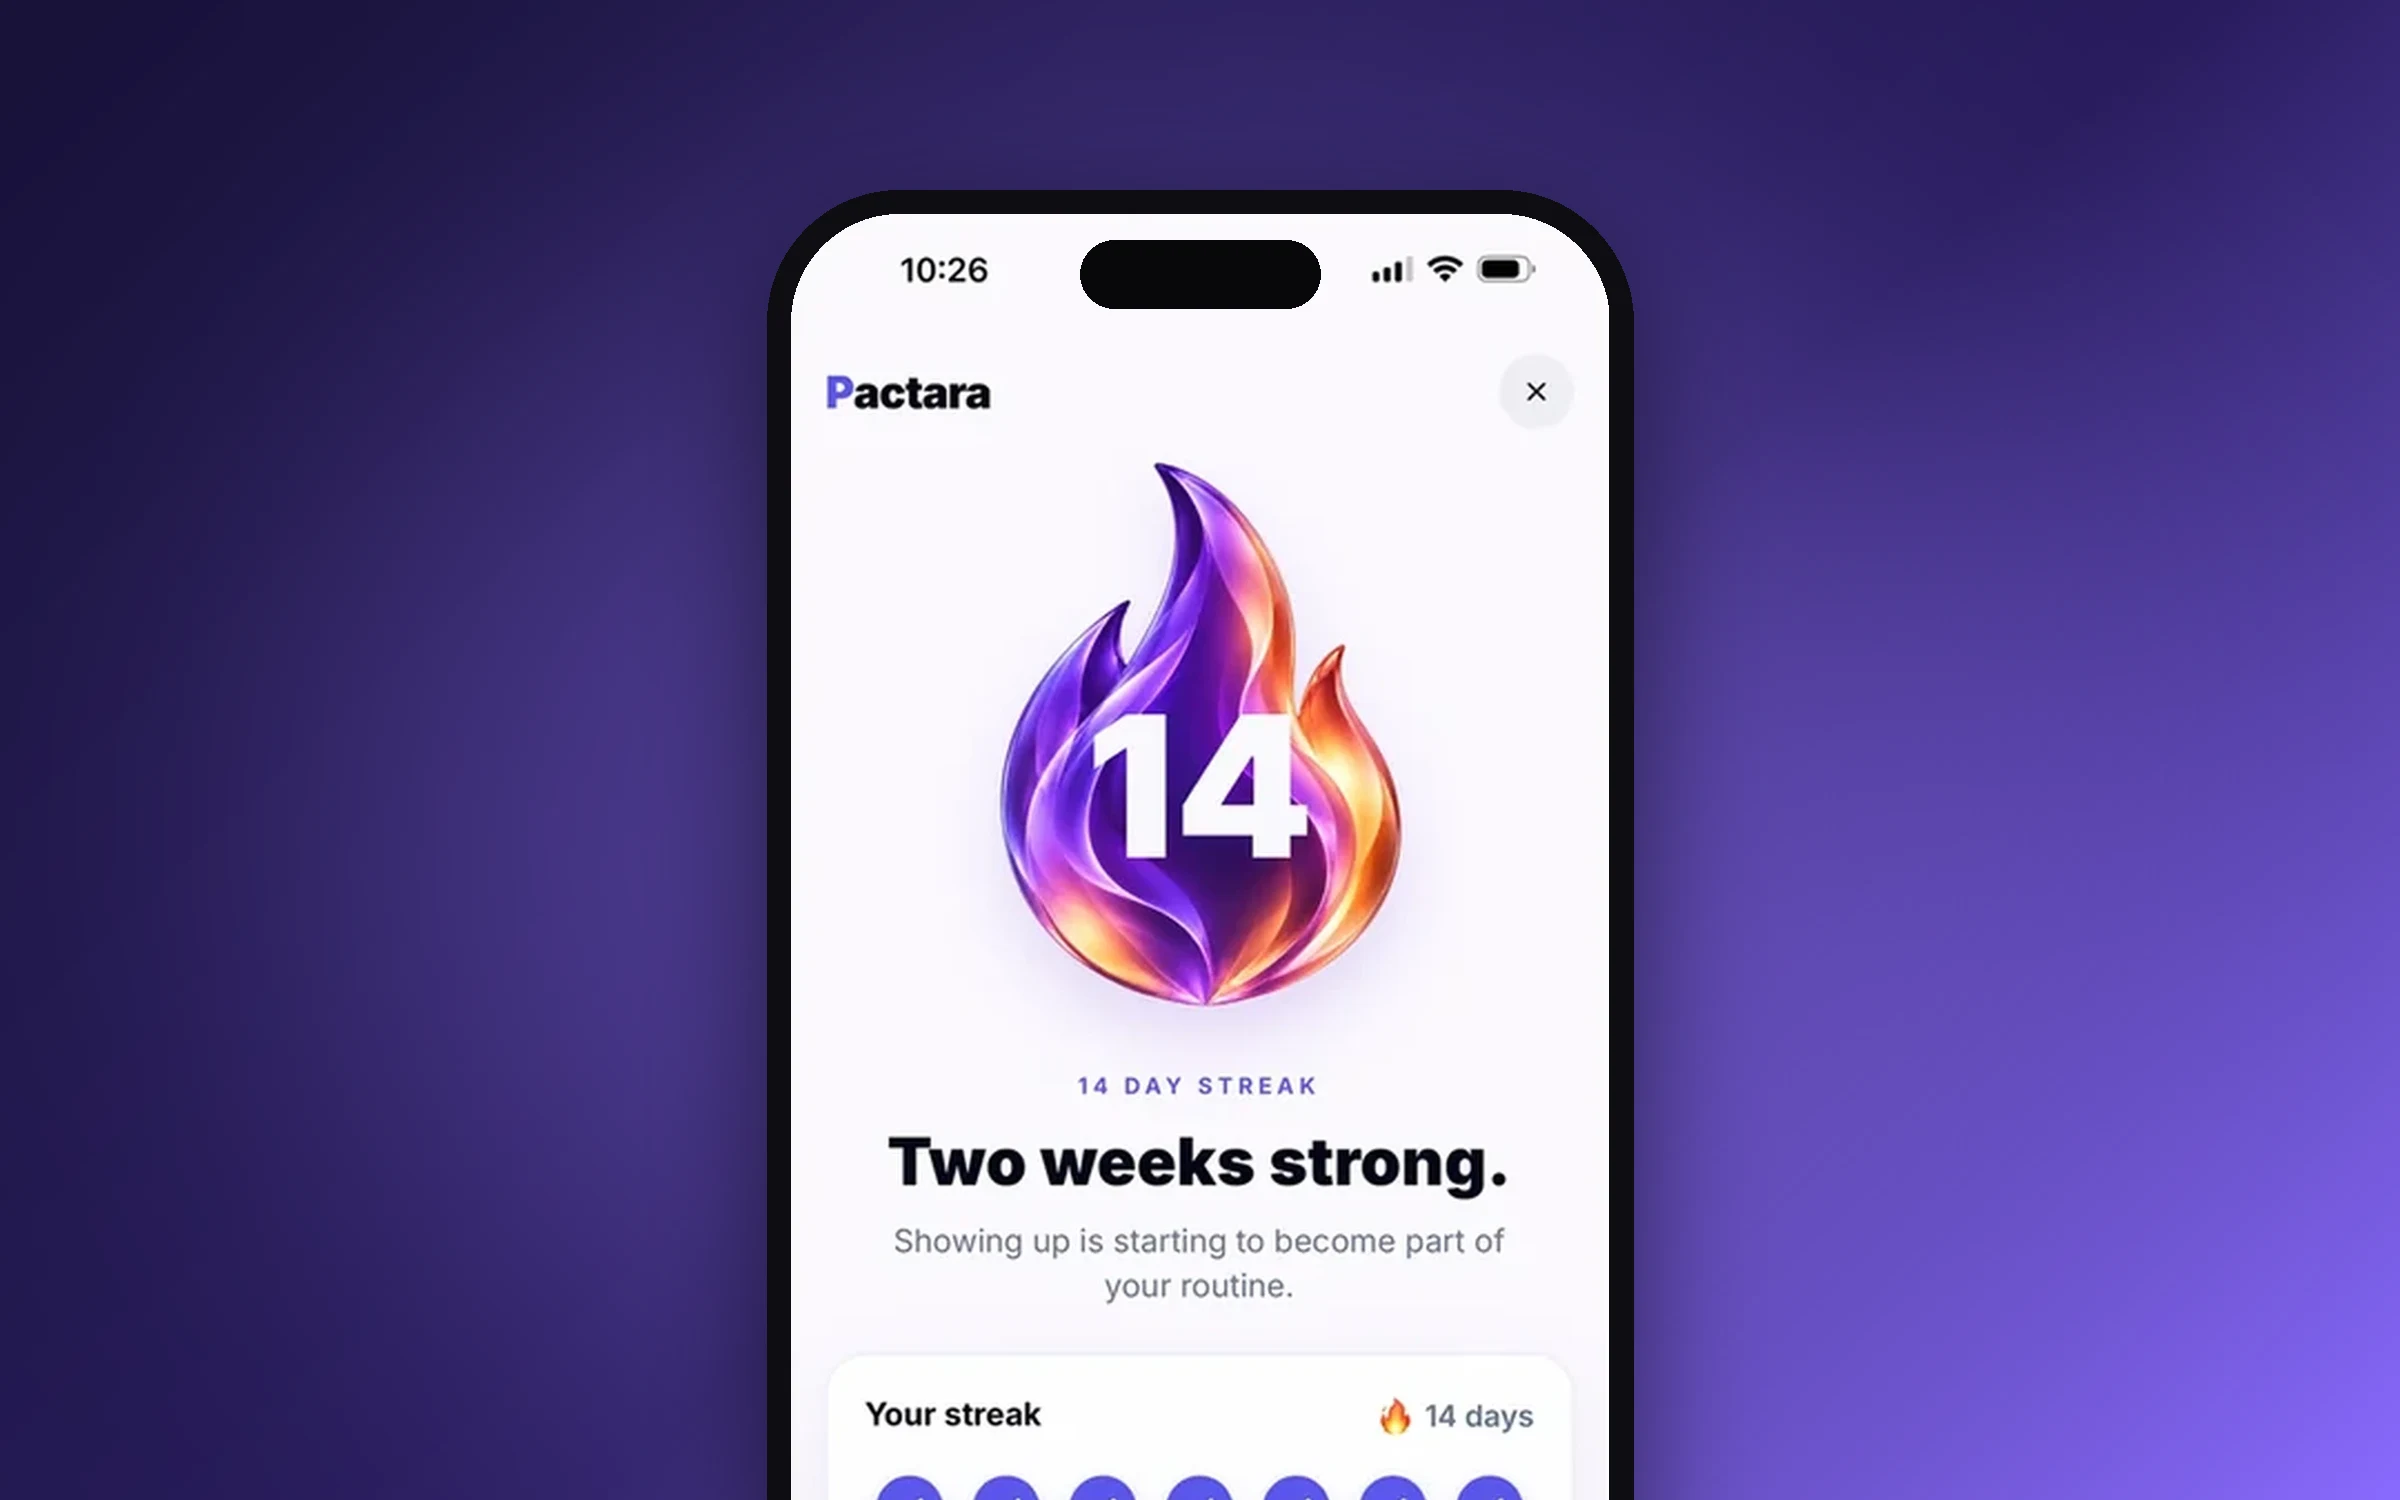 10:26
Pactara
14
14 DAY STREAK
Two weeks strong.
Showing up is starting to become part of
your routine.
Your streak
14 days